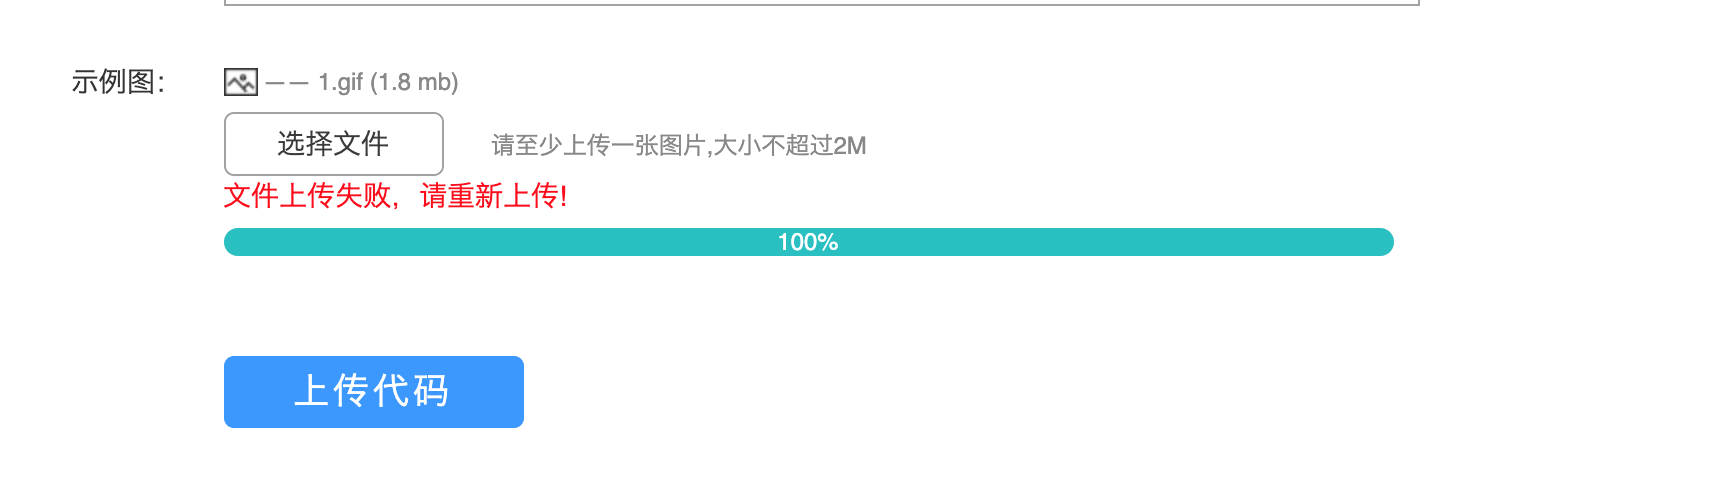 示例图：
—— 1.gif (1.8 mb)
选择文件
请至少上传一张图片,大小不超过2M
文件上传失败，请重新上传!
100%
上传代码